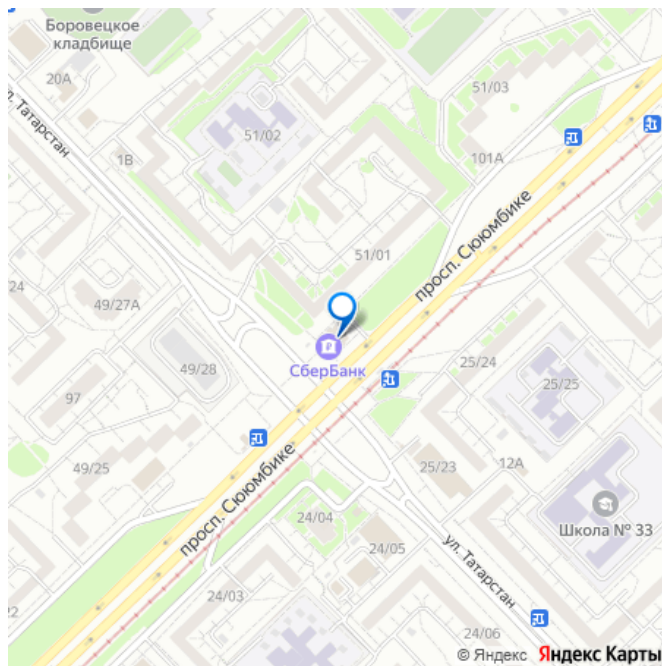 Боровецкое
кладбище
20А
ул. Татарстан
51/03
51/02
1В
101А
просп. Сююмбике
51/01
24
49/27А
СберБанк
49/28
25/24
25/25
97
49/25
25/23
12А
просп. Сююмбике
Школа № 33
24/04
24/05
ул. Татарстан
24/03
22
24/06
© Яндекс Яндекс Карты